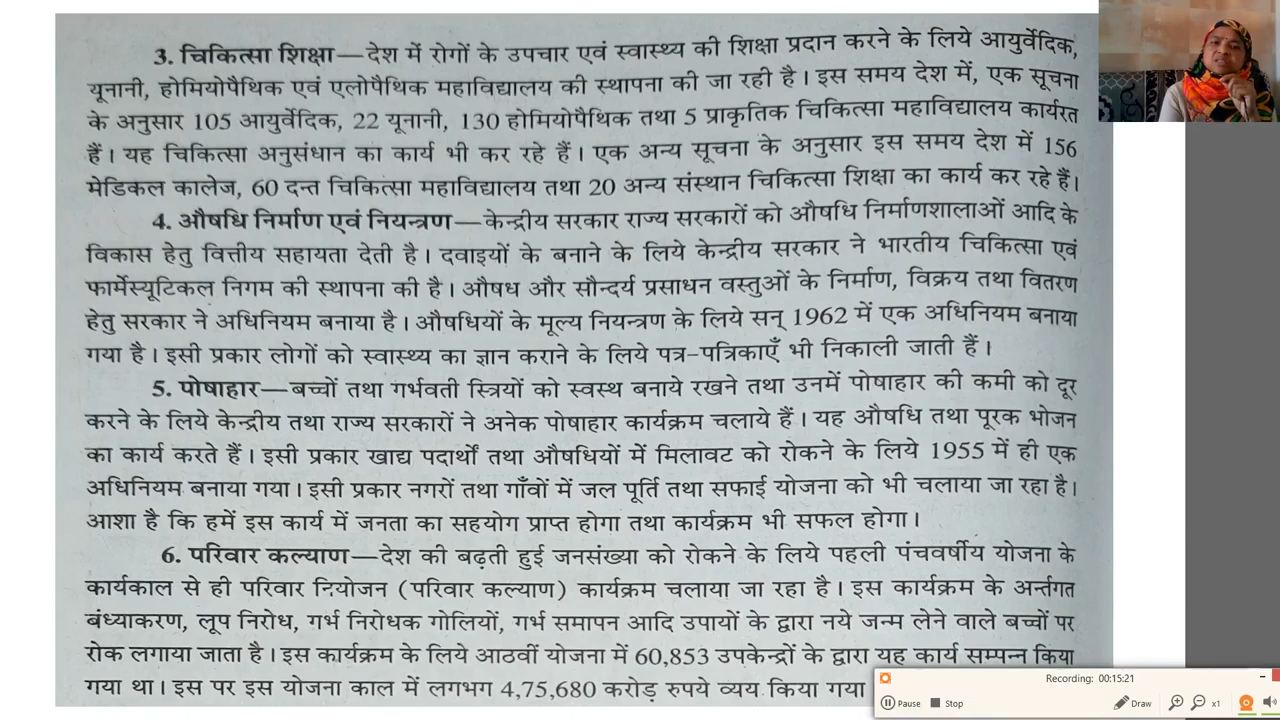 3. चिकित्सा शिक्षा—देश में रोगों के उपचार एवं स्वास्थ्य की शिक्षा प्रदान करने के लिये आयुर्वेदिक,
यूनानी, होमियोपैथिक एवं एलोपैथिक महाविद्यालय की स्थापना की जा रही है। इस समय देश में, एक सूचना
के अनुसार 105 आयुर्वेदिक, 22 यूनानी, 130 होमियोपैथिक तथा 5 प्राकृतिक चिकित्सा महाविद्यालय कार्यरत
हैं। यह चिकित्सा अनुसंधान का कार्य भी कर रहे हैं। एक अन्य सूचना के अनुसार इस समय देश में 156
मेडिकल कालेज, 60 दन्त चिकित्सा महाविद्यालय तथा 20 अन्य संस्थान चिकित्सा शिक्षा का कार्य कर रहे हैं।
4. औषधि निर्माण एवं नियन्त्रण—केन्द्रीय सरकार राज्य सरकारों को औषधि निर्माणशालाओं आदि के
विकास हेतु वित्तीय सहायता देती है। दवाइयों के बनाने के लिये केन्द्रीय सरकार ने भारतीय चिकित्सा एवं
फार्मेस्यूटिकल निगम की स्थापना की है। औषध और सौन्दर्य प्रसाधन वस्तुओं के निर्माण, विक्रय तथा वितरण
हेतु सरकार ने अधिनियम बनाया है। औषधियों के मूल्य नियन्त्रण के लिये सन् 1962 में एक अधिनियम बनाया
गया है। इसी प्रकार लोगों को स्वास्थ्य का ज्ञान कराने के लिये पत्र-पत्रिकाएँ भी निकाली जाती हैं।
5. पोषाहार—बच्चों तथा गर्भवती स्त्रियों को स्वस्थ बनाये रखने तथा उनमें पोषाहार की कमी को दूर
करने के लिये केन्द्रीय तथा राज्य सरकारों ने अनेक पोषाहार कार्यक्रम चलाये हैं। यह औषधि तथा पूरक भोजन
का कार्य करते हैं। इसी प्रकार खाद्य पदार्थों तथा औषधियों में मिलावट को रोकने के लिये 1955 में ही एक
अधिनियम बनाया गया। इसी प्रकार नगरों तथा गाँवों में जल पूर्ति तथा सफाई योजना को भी चलाया जा रहा है।
आशा है कि हमें इस कार्य में जनता का सहयोग प्राप्त होगा तथा कार्यक्रम भी सफल होगा।
6. परिवार कल्याण—देश की बढ़ती हुई जनसंख्या को रोकने के लिये पहली पंचवर्षीय योजना के
कार्यकाल से ही परिवार नियोजन (परिवार कल्याण) कार्यक्रम चलाया जा रहा है। इस कार्यक्रम के अर्न्तगत
बंध्याकरण, लूप निरोध, गर्भ निरोधक गोलियों, गर्भ समापन आदि उपायों के द्वारा नये जन्म लेने वाले बच्चों पर
रोक लगाया जाता है। इस कार्यक्रम के लिये आठवीं योजना में 60,853 उपकेन्द्रों के द्वारा यह कार्य सम्पन्न किया
गया था। इस पर इस योजना काल में लगभग 4,75,680 करोड़ रुपये व्यय किया गया
Recording: 00:15:21
Pause Stop Draw x1